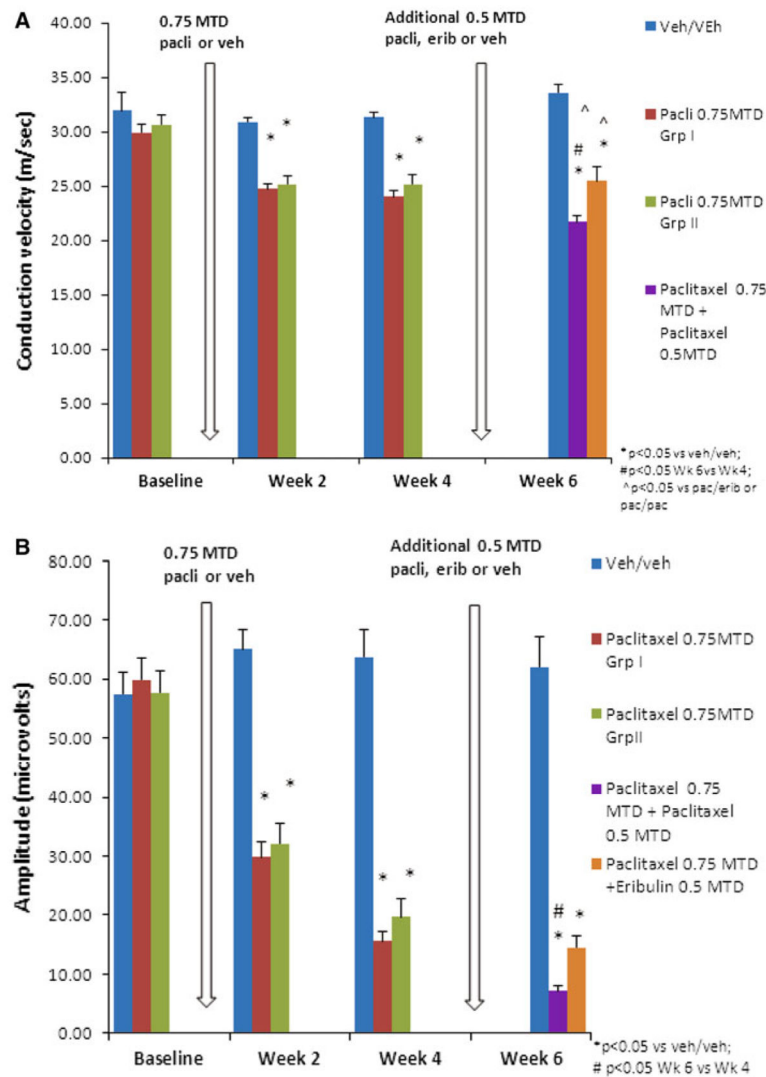 A
0.75 MTD
pacli or veh
Additional 0.5 MTD
pacli, erib or veh
Conduction velocity (m/sec)
40.00
35.00
30.00
25.00
20.00
15.00
10.00
5.00
0.00
Baseline
Week 2
Week 4
Week 6
* *
* *
^
^
#
* *
Veh/VEh
Pacli 0.75MTD
Grp I
Pacli 0.75MTD
Grp II
Paclitaxel 0.75
MTD +
Paclitaxel
0.5MTD
*p<0.05 vs veh/veh;
#p<0.05 Wk 6vs Wk4;
^p<0.05 vs pac/erib or
pac/pac
B
0.75 MTD
pacli or veh
Additional 0.5 MTD
pacli, erib or veh
Amplitude (microvolts)
80.00
70.00
60.00
50.00
40.00
30.00
20.00
10.00
0.00
Baseline
Week 2
Week 4
Week 6
* *
* *
#
* *
Veh/veh
Paclitaxel 0.75MTD
Grp I
Paclitaxel 0.75MTD
GrpII
Paclitaxel 0.75
MTD + Paclitaxel
0.5 MTD
Paclitaxel 0.75 MTD
+Eribulin 0.5 MTD
*p<0.05 vs veh/veh;
# p<0.05 Wk 6 vs Wk 4